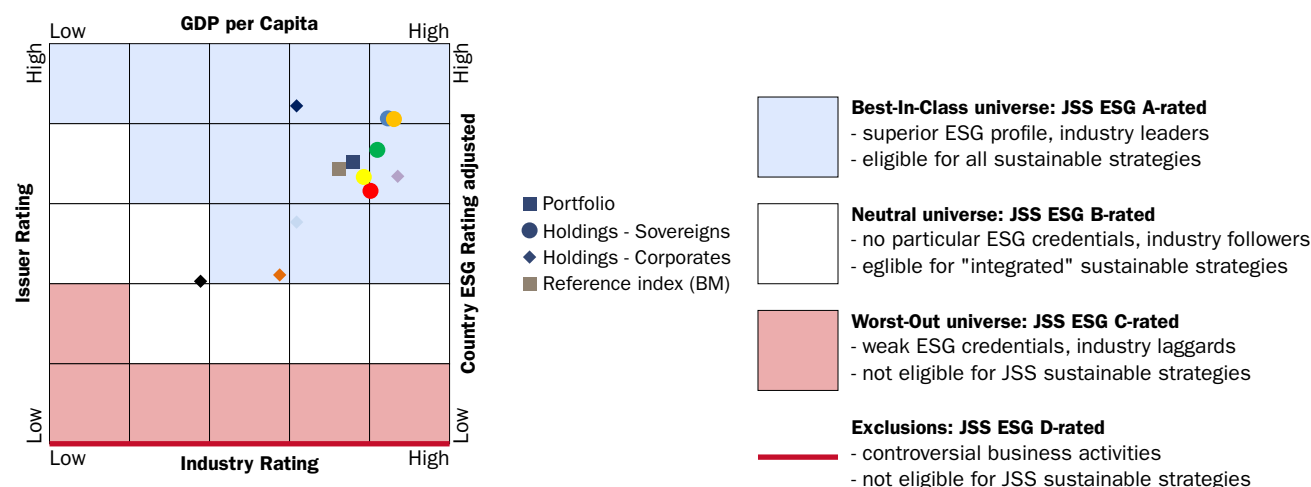 GDP per Capita
Low
High
High
High
Issuer Rating
Country ESG Rating adjusted
Low
Low
Low
High
Industry Rating
Portfolio
Holdings - Sovereigns
Holdings - Corporates
Reference index (BM)
Best-In-Class universe: JSS ESG A-rated
- superior ESG profile, industry leaders
- eligible for all sustainable strategies
Neutral universe: JSS ESG B-rated
- no particular ESG credentials, industry followers
- eglible for "integrated" sustainable strategies
Worst-Out universe: JSS ESG C-rated
- weak ESG credentials, industry laggards
- not eligible for JSS sustainable strategies
Exclusions: JSS ESG D-rated
- controversial business activities
- not eligible for JSS sustainable strategies